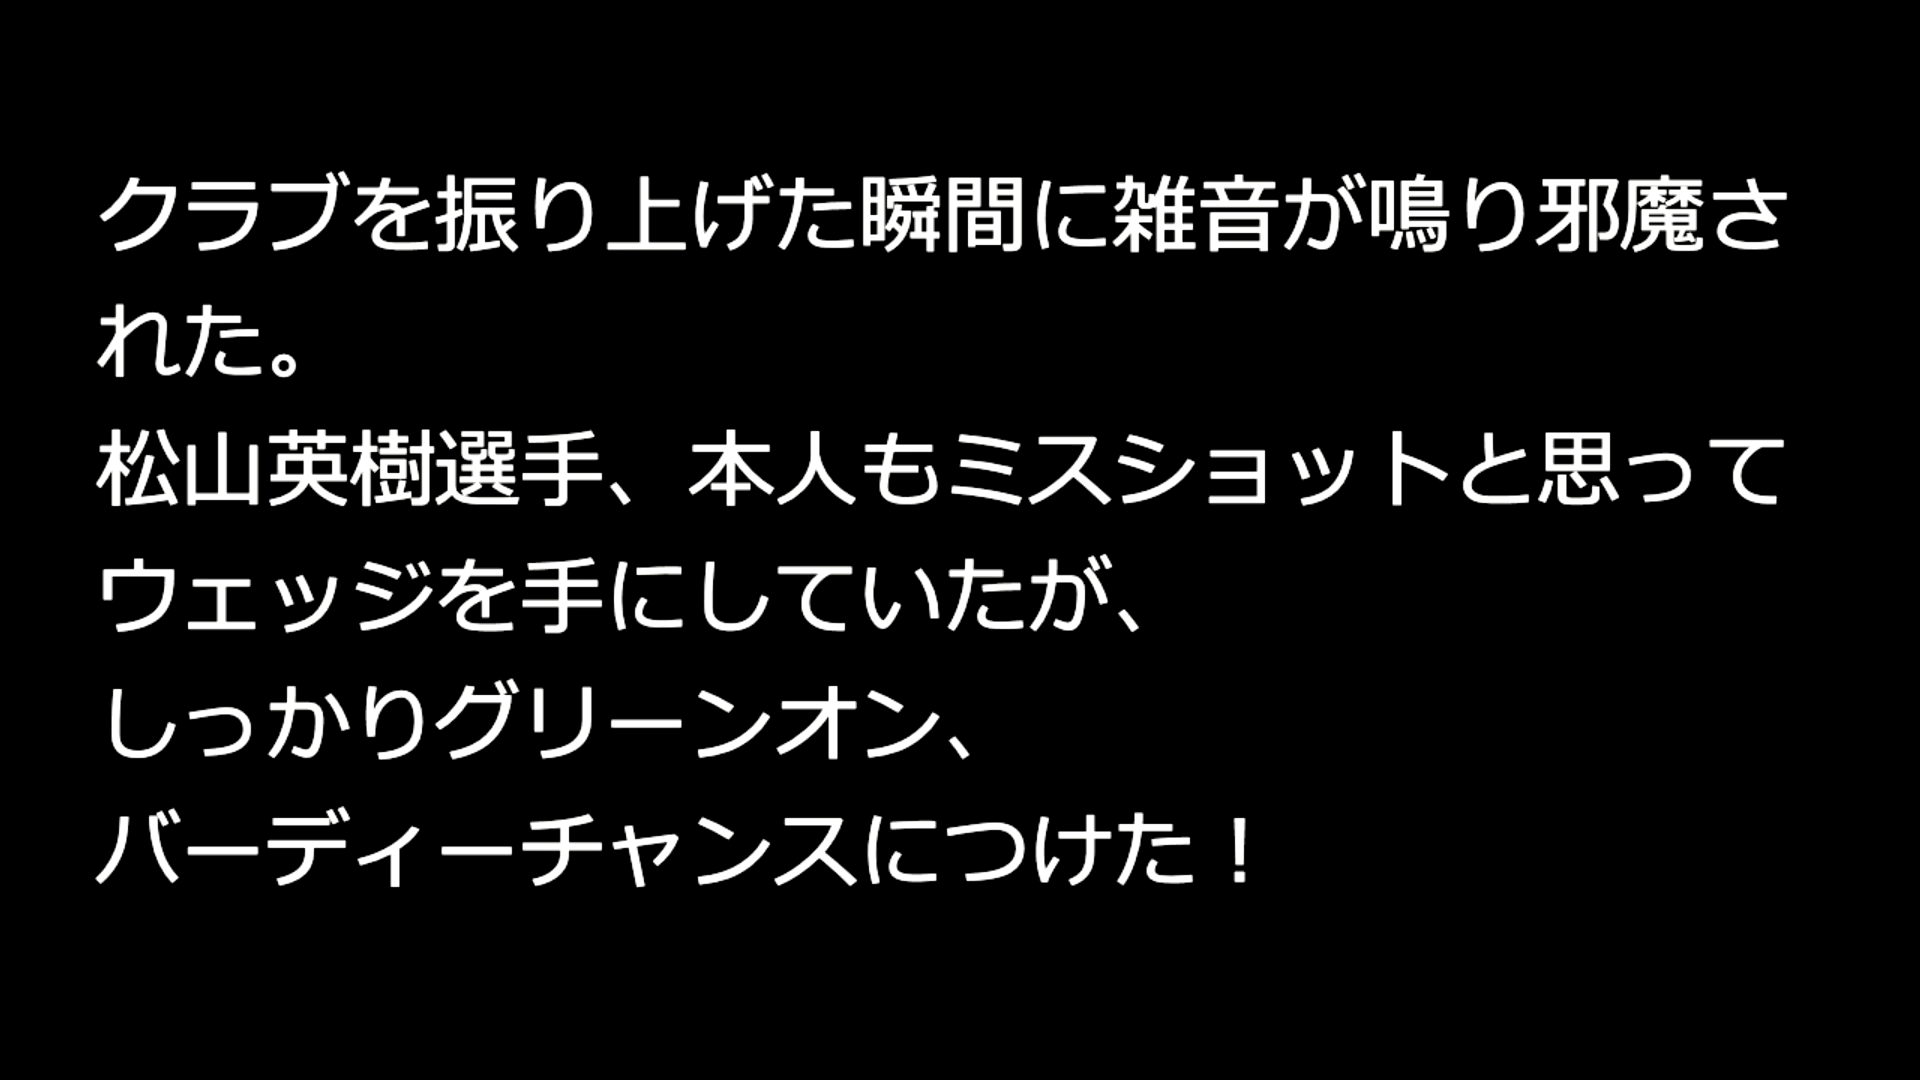 クラブを振り上げた瞬間に雑音が鳴り邪魔さ
れた。
松山英樹選手、本人もミスショットと思って
ウェッジを手にしていたが、
しっかりグリーンオン、
バーディーチャンスにつけた！